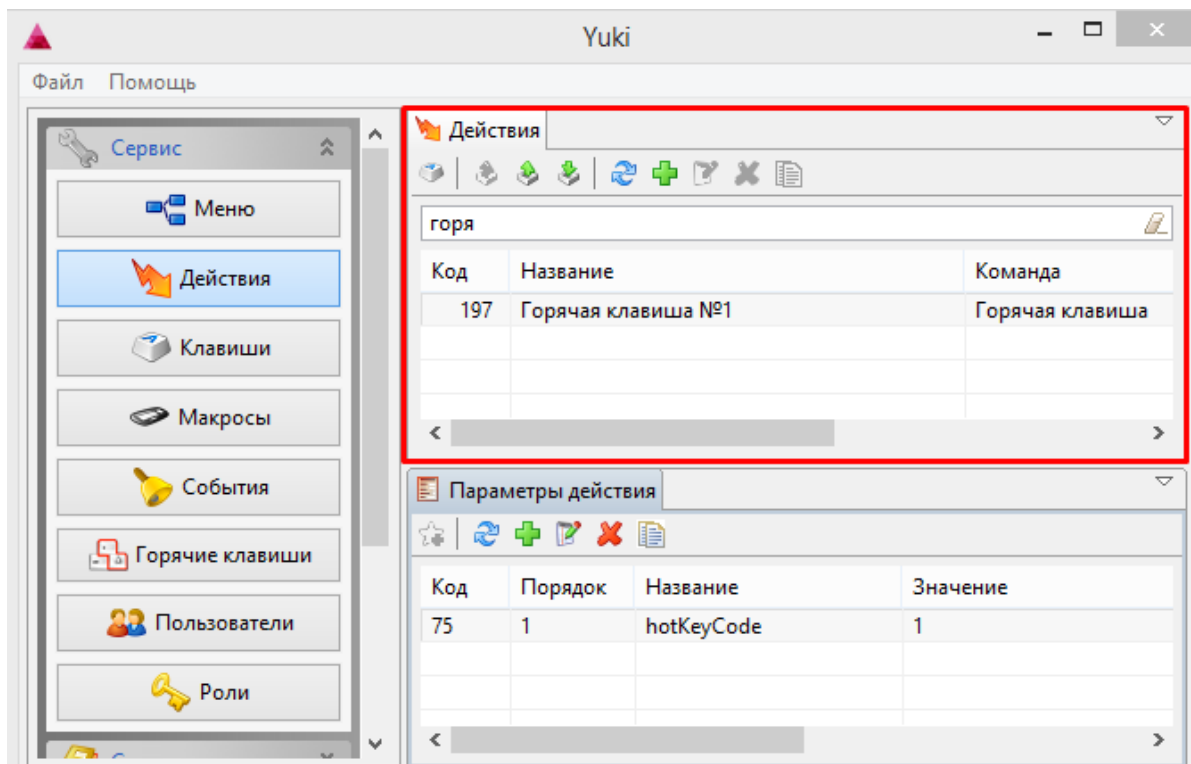 Yuki
Файл Помощь
Сервис
Меню
Действия
Клавиши
Макросы
События
Горячие клавиши
Пользователи
Роли
Действия
горя
Код Название Команда
197 Горячая клавиша №1 Горячая клавиша
Параметры действия
Код Порядок Название Значение
75 1 hotKeyCode 1